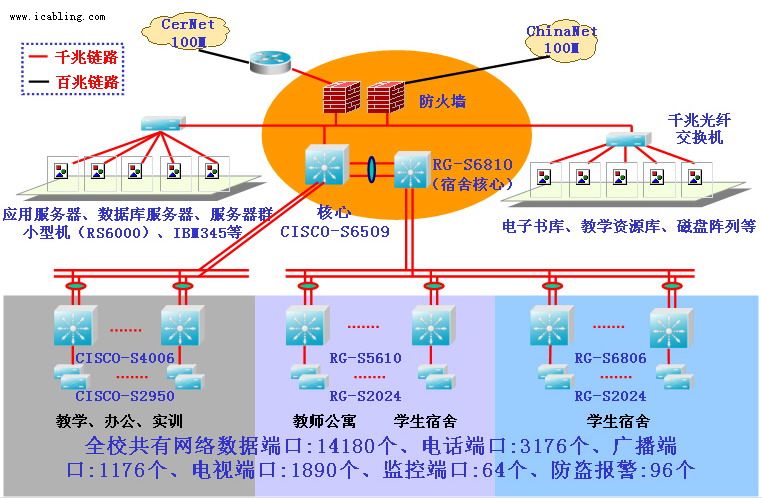 www.icabling.com
CerNet
100M
ChinaNet
100M
千兆链路
百兆链路
防火墙
千兆光纤
交换机
RG-S6810
(宿舍核心)
核心
CISCO-S6509
应用服务器、数据库服务器、服务器群
小型机（RS6000）、IBM345等
电子书库、教学资源库、磁盘阵列等
CISCO-S4006
CISCO-S2950
RG-S5610
RG-S2024
RG-S6806
RG-S2024
教学、办公、实训
教师公寓
学生宿舍
学生宿舍
全校共有网络数据端口:14180个、电话端口:3176个、广播端
口:1176个、电视端口:1890个、监控端口:64个、防盗报警:96个